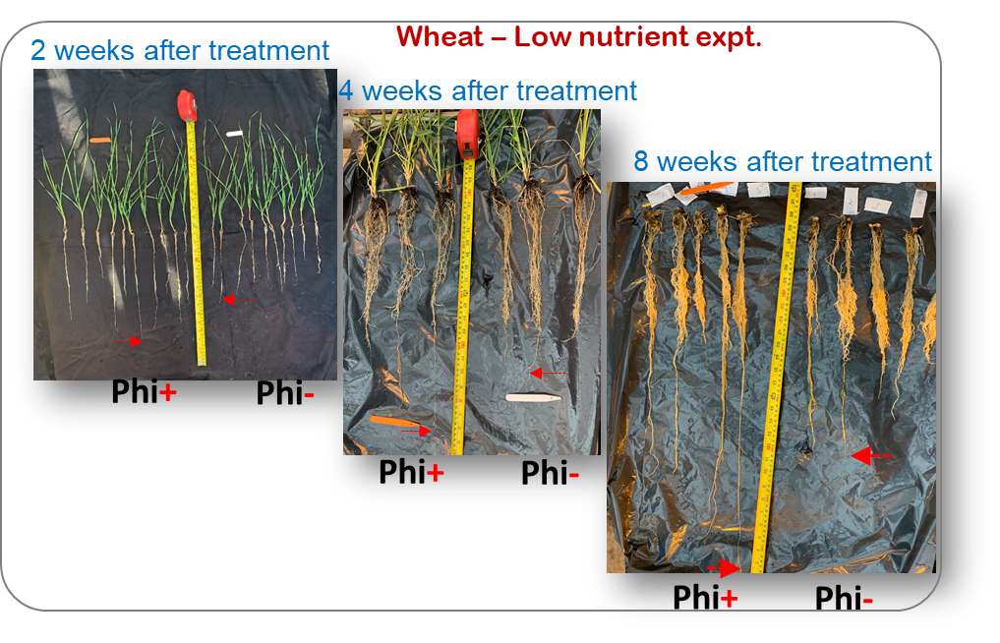 Wheat – Low nutrient expt.
2 weeks after treatment
4 weeks after treatment
8 weeks after treatment
Phi+
Phi-
Phi+
Phi-
Phi+
Phi-